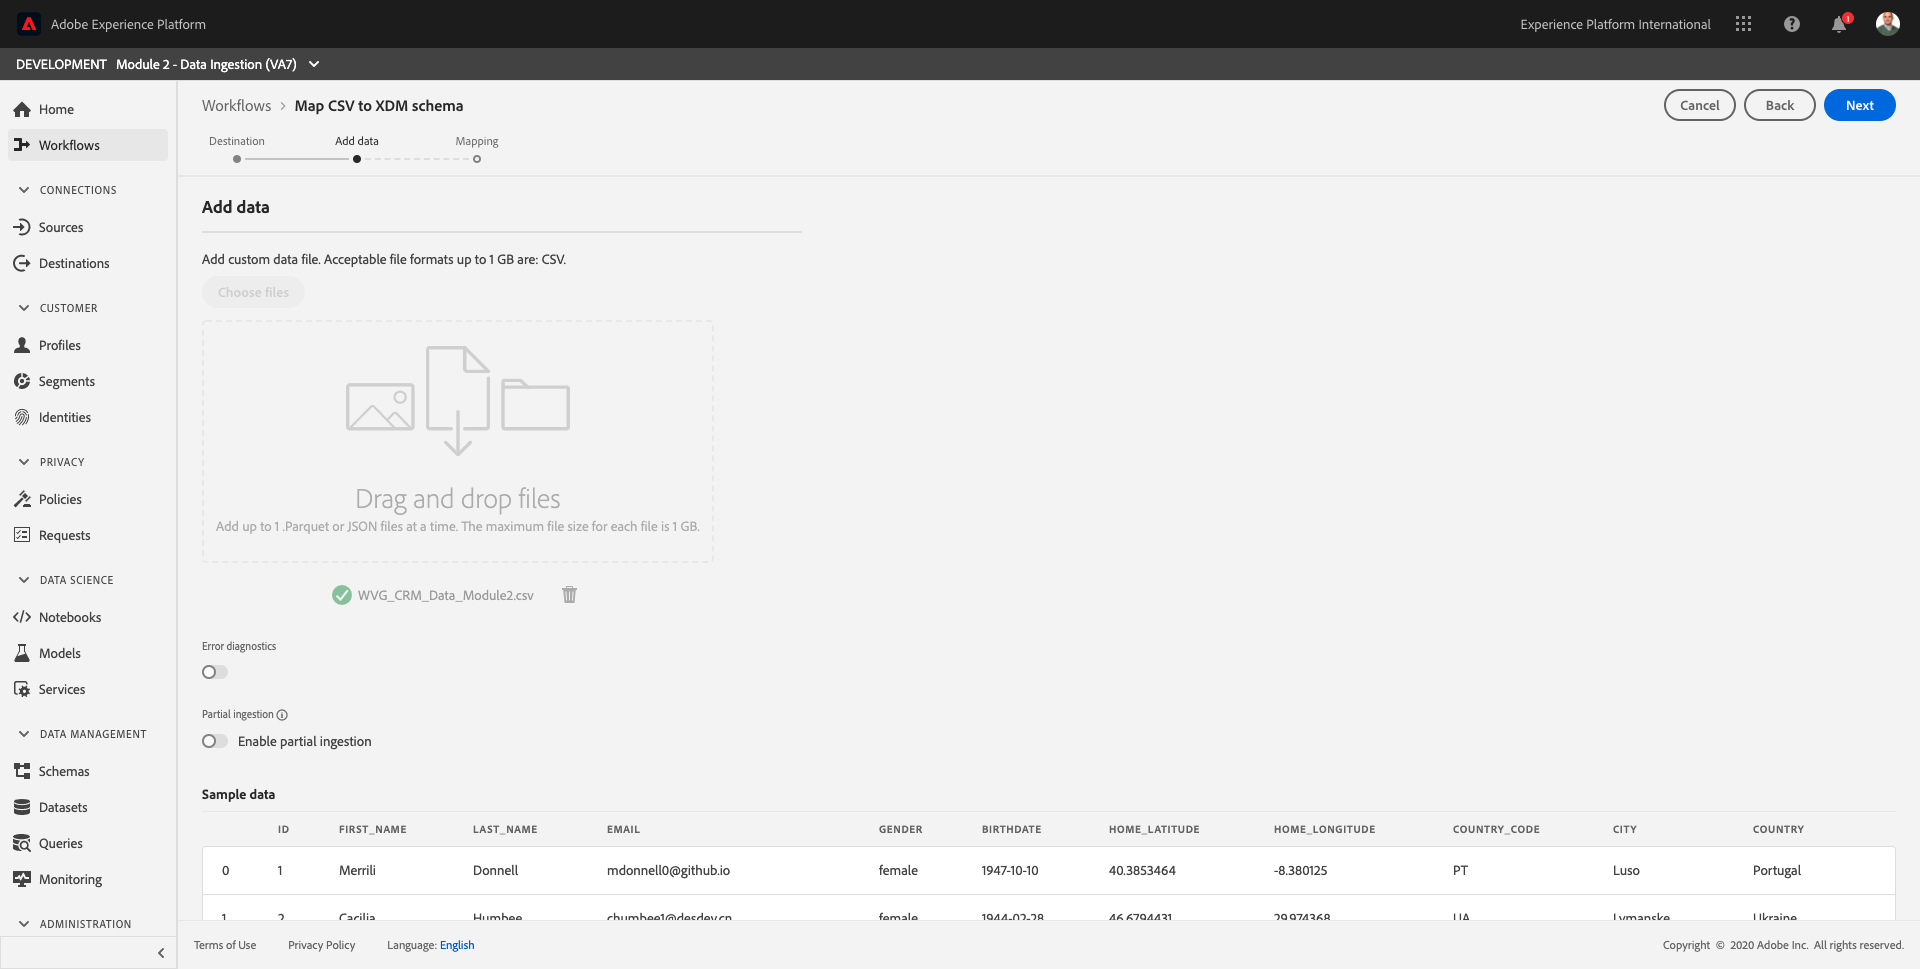 Adobe Experience Platform
Experience Platform International
1
DEVELOPMENT Module 2 - Data Ingestion (VA7)
Home
Workflows
CONNECTIONS
Sources
Destinations
CUSTOMER
Profiles
Segments
Identities
PRIVACY
Policies
Requests
DATA SCIENCE
Notebooks
Models
Services
DATA MANAGEMENT
Schemas
Datasets
Queries
Monitoring
ADMINISTRATION
Workflows > Map CSV to XDM schema
Cancel Back Next
Destination Add data Mapping
Add data
Add custom data file. Acceptable file formats up to 1 GB are: CSV.
Choose files
Drag and drop files
Add up to 1 .Parquet or JSON files at a time. The maximum file size for each file is 1 GB.
WVG_CRM_Data_Module2.csv
Error diagnostics
Partial ingestion
Enable partial ingestion
Sample data
ID FIRST_NAME LAST_NAME EMAIL GENDER BIRTHDATE HOME_LATITUDE HOME_LONGITUDE COUNTRY_CODE CITY COUNTRY
0 1 Merrili Donnell mdonnell0@github.io female 1947-10-10 40.3853464 -8.380125 PT Luso Portugal
1 2 Cacilia Humbee chumbee1@desdev.cn female 1944-02-28 46.6794431 29.974368 UA Lymanske Ukraine
Terms of Use Privacy Policy Language: English
Copyright © 2020 Adobe Inc. All rights reserved.